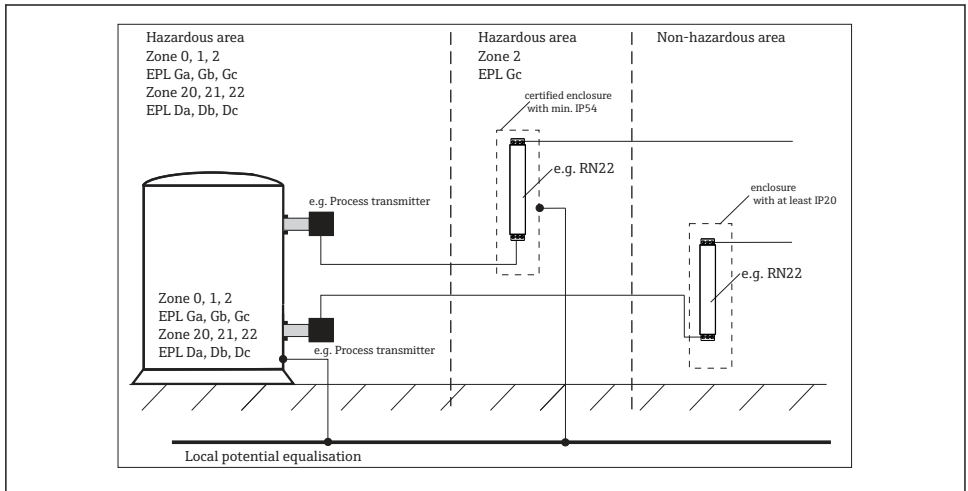 Hazardous area
Zone 0, 1, 2
EPL Ga, Gb, Gc
Zone 20, 21, 22
EPL Da, Db, Dc
Hazardous area
Zone 2
EPL Gc
Non-hazardous area
certified enclosure
with min. IP54
e.g. RN22
enclosure
with at least IP20
e.g. RN22
e.g. Process transmitter
Zone 0, 1, 2
EPL Ga, Gb, Gc
Zone 20, 21, 22
EPL Da, Db, Dc
e.g. Process transmitter
Local potential equalisation